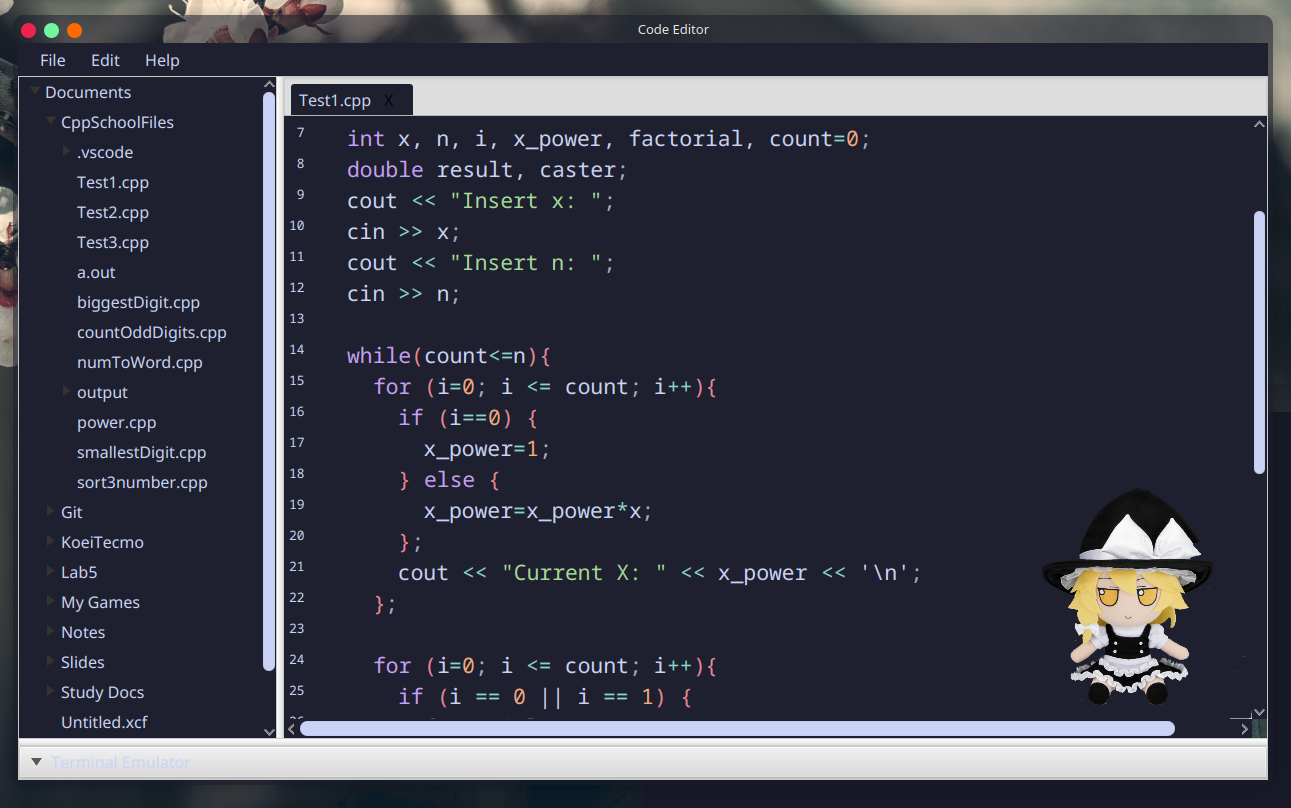 Code Editor
File Edit Help
Documents
CppSchoolFiles
.vscode
Test1.cpp
Test2.cpp
Test3.cpp
a.out
biggestDigit.cpp
countOddDigits.cpp
numToWord.cpp
output
power.cpp
smallestDigit.cpp
sort3number.cpp
Git
KoeiTecmo
Lab5
My Games
Notes
Slides
Study Docs
Untitled.xcf
Test1.cpp X
7 int x, n, i, x_power, factorial, count=0;
8 double result, caster;
9 cout << "Insert x: ";
10 cin >> x;
11 cout << "Insert n: ";
12 cin >> n;
13
14 while(count<=n){
15 for (i=0; i <= count; i++){
16 if (i==0) {
17 x_power=1;
18 } else {
19 x_power=x_power*x;
20 };
21 cout << "Current X: " << x_power << '\n';
22 };
23
24 for (i=0; i <= count; i++){
25 if (i == 0 || i == 1) {
Terminal Emulator